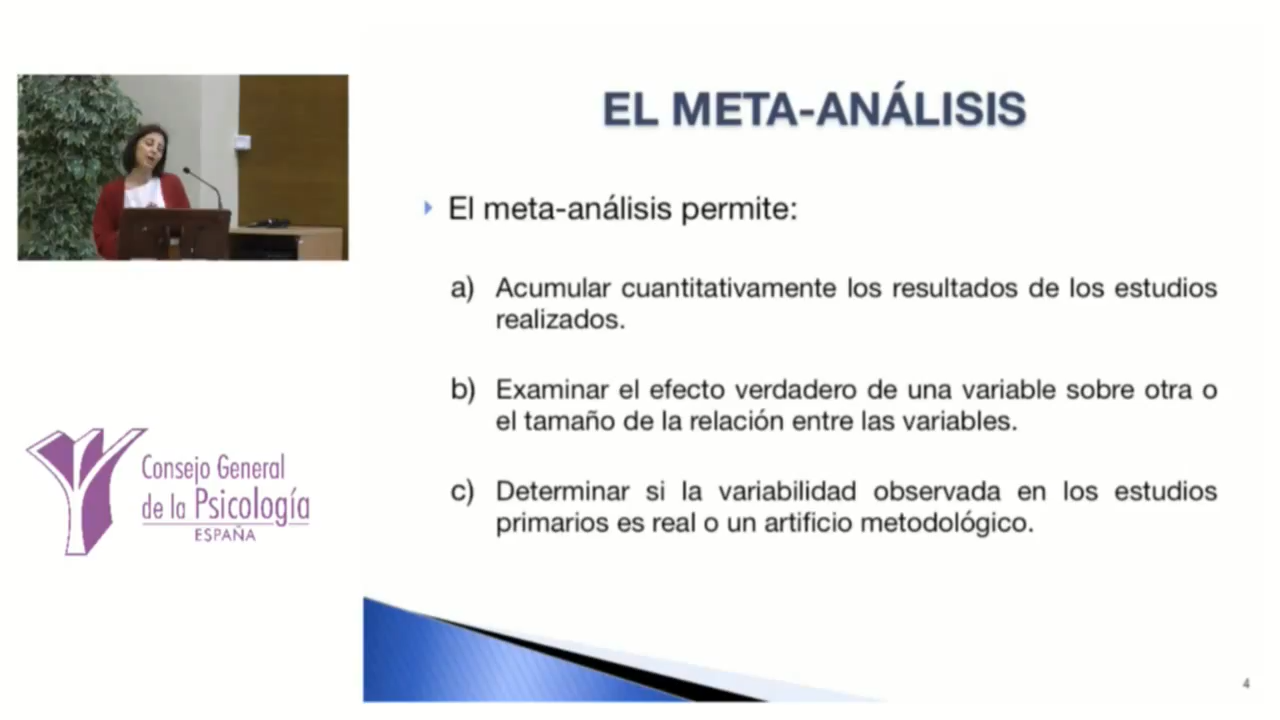 EL META-ANÁLISIS
El meta-análisis permite:
a) Acumular cuantitativamente los resultados de los estudios
realizados.
b) Examinar el efecto verdadero de una variable sobre otra o
el tamaño de la relación entre las variables.
c) Determinar si la variabilidad observada en los estudios
primarios es real o un artificio metodológico.
Consejo General
de la Psicología
ESPAÑA
4